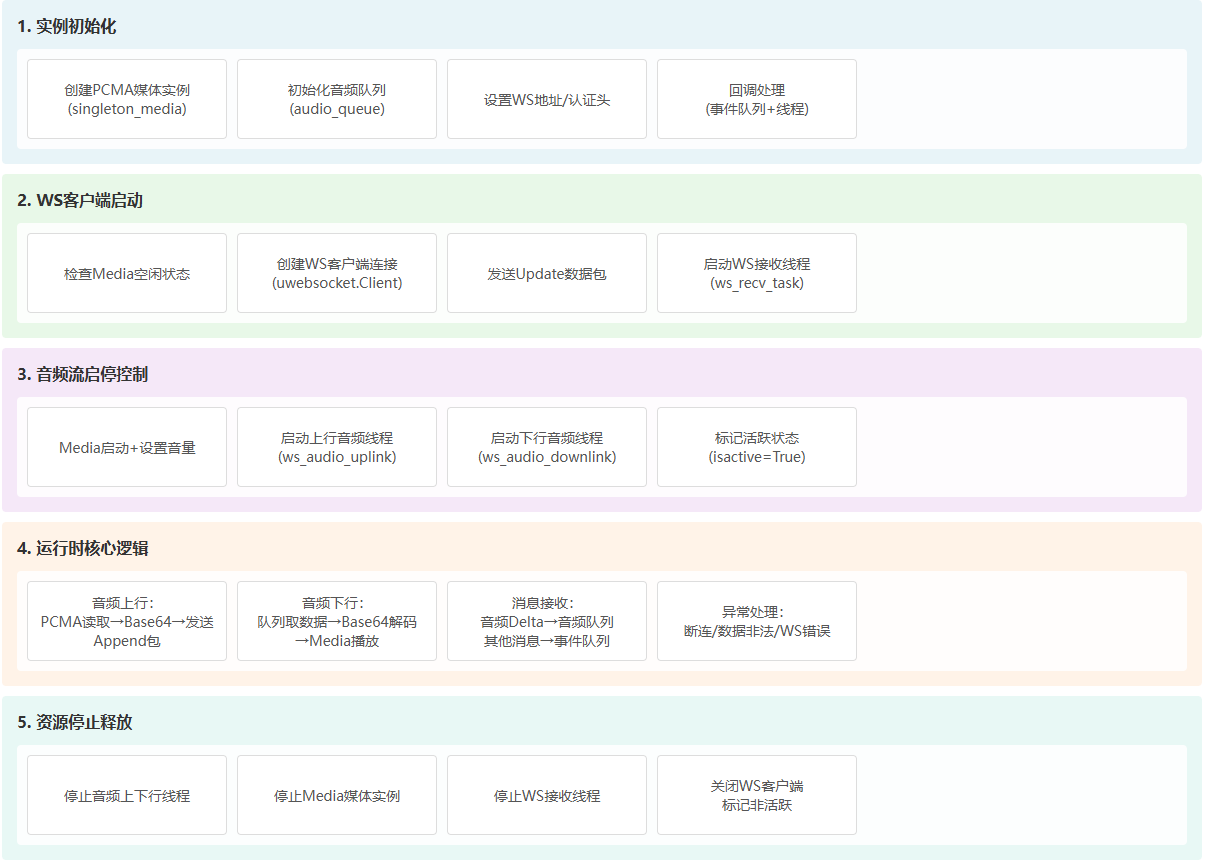 1. 实例初始化
创建PCMA媒体实例
(singleton_media)
初始化音频队列
(audio_queue)
设置WS地址/认证头
回调处理
(事件队列+线程)
2. WS客户端启动
检查Media空闲状态
创建WS客户端连接
(uwebsocket.Client)
发送Update数据包
启动WS接收线程
(ws_recv_task)
3. 音频流启停控制
Media启动+设置音量
启动上行音频线程
(ws_audio_uplink)
启动下行音频线程
(ws_audio_downlink)
标记活跃状态
(isactive=True)
4. 运行时核心逻辑
音频上行：
PCMA读取→Base64→发送
Append包
音频下行：
队列取数据→Base64解码
→Media播放
消息接收：
音频Delta→音频队列
其他消息→事件队列
异常处理：
断连/数据非法/WS错误
5. 资源停止释放
停止音频上下行线程
停止Media媒体实例
停止WS接收线程
关闭WS客户端
标记非活跃